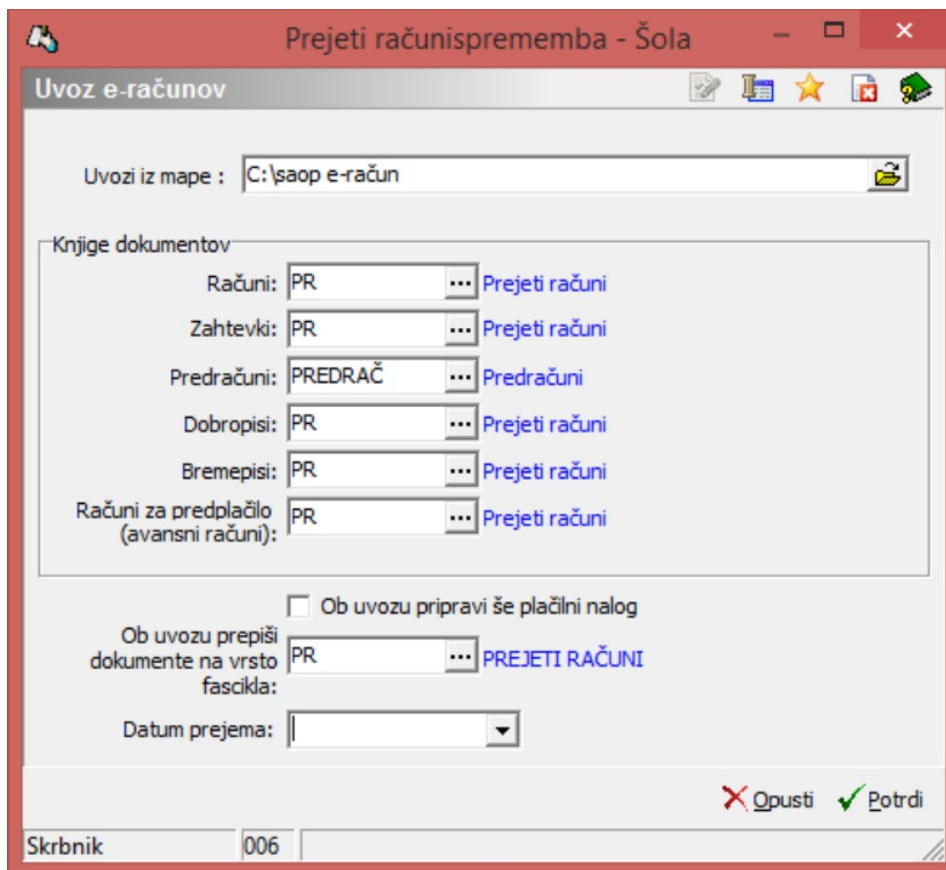 Prejeti računisprememba - Šola
Uvoz e-računov
Uvozi iz mape : C:\saop e-račun
Knjige dokumentov
Računi: PR ... Prejeti računi
Zahtevki: PR ... Prejeti računi
Predračuni: PREDRAČ ... Predračuni
Dobropisi: PR ... Prejeti računi
Bremepisi: PR ... Prejeti računi
Računi za predplačilo
(avansni računi): PR ... Prejeti računi
Ob uvozu pripravi še plačilni nalog
Ob uvozu prepiši
dokumente na vrsto
fascikla: PR ... PREJETI RAČUNI
Datum prejema:
Opusti Potrdi
Skrbnik 006